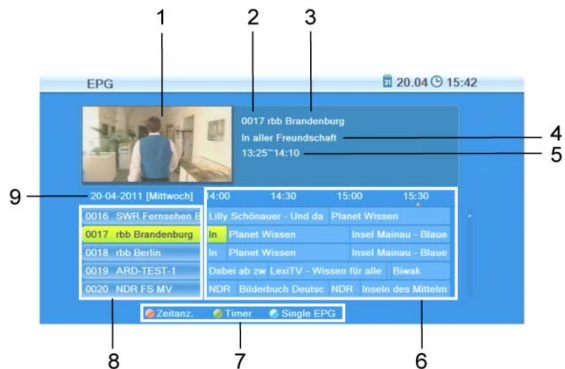 1 2 3
EPG 20.04 15:42
0017 rbb Brandenburg
In aller Freundschaft 4
13:25~14:10 5
9 20-04-2011 [Mittwoch] 14:00 14:30 15:00 15:30
0016 SWR Fernsehen B Lilly Schönauer - Und da Planet Wissen
0017 rbb Brandenburg In Planet Wissen Insel Mainau - Blaue
0018 rbb Berlin In Planet Wissen Insel Mainau - Blaue
0019 ARD-TEST-1 Dabei ab zw LexiTV - Wissen für alle Biwak
0020 NDR FS MV NDR Bilderbuch Deutsc NDR Inseln des Mittelm
Zeitanz. Timer Single EPG
8 7 6